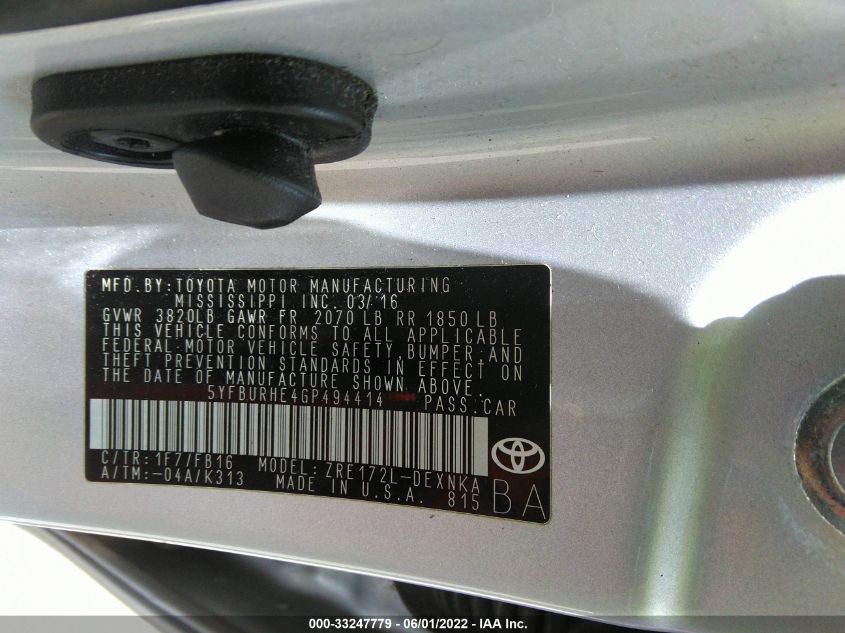 MFD.BY:TOYOTA MOTOR MANUFACTURING
MISSISSIPPI INC. 03/16
GVWR 3820LB GAWR FR 2070 LB RR 1850 LB
THIS VEHICLE CONFORMS TO ALL APPLICABLE
FEDERAL MOTOR VEHICLE SAFETY,BUMPER,AND
THEFT PREVENTION STANDARDS IN EFFECT ON
THE DATE OF MANUFACTURE SHOWN ABOVE.
5YFBURHE4GP494414 PASS.CAR
C/TR:1F7/FB16 MODEL:ZRE172L-DEXNKA
A/TM:-04A/K313 MADE IN U.S.A. 815
BA
000-33247779 - 06/01/2022 - IAA Inc.